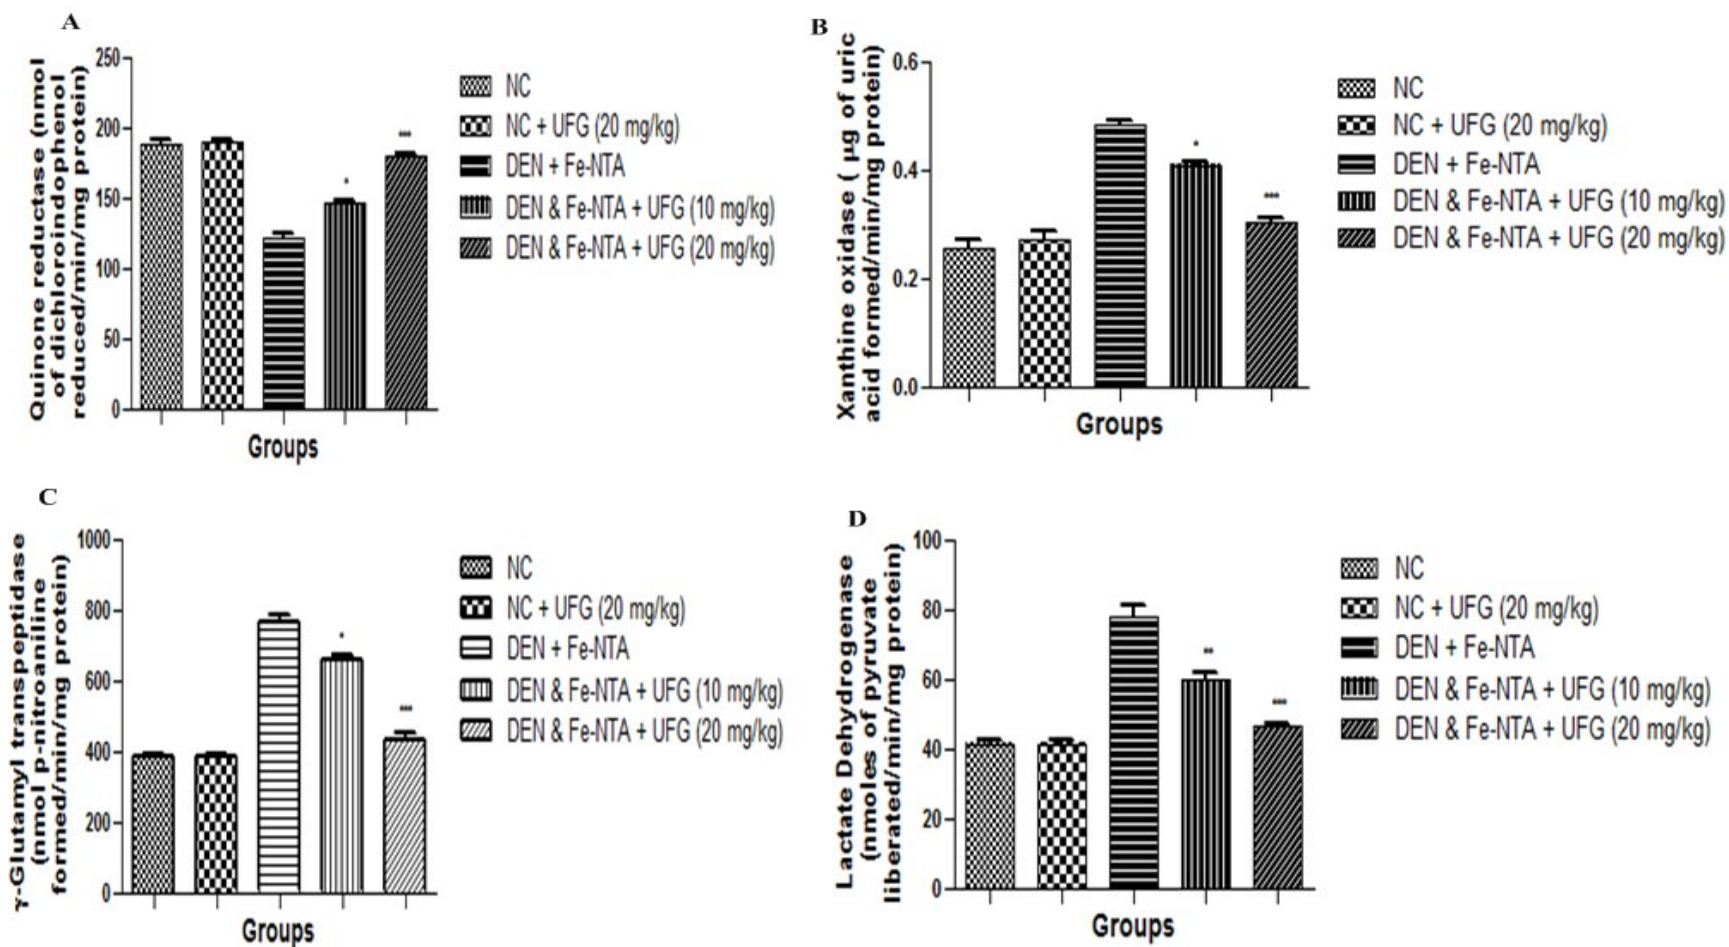 A
Quinone reductase (nmol
of dichloroindophenol
reduced/min/mg protein)
250
200
150
100
50
0
*
***
Groups
NC
NC + UFG (20 mg/kg)
DEN + Fe-NTA
DEN & Fe-NTA + UFG (10 mg/kg)
DEN & Fe-NTA + UFG (20 mg/kg)
B
Xanthine oxidase ( μg of uric
acid formed/min/mg protein)
0.6
0.4
0.2
0.0
*
***
Groups
NC
NC + UFG (20 mg/kg)
DEN + Fe-NTA
DEN & Fe-NTA + UFG (10 mg/kg)
DEN & Fe-NTA + UFG (20 mg/kg)
C
γ-Glutamyl transpeptidase
(nmol p-nitroaniline
formed/min/mg protein)
1000
800
600
400
200
0
*
***
Groups
NC
NC + UFG (20 mg/kg)
DEN + Fe-NTA
DEN & Fe-NTA + UFG (10 mg/kg)
DEN & Fe-NTA + UFG (20 mg/kg)
D
Lactate Dehydrogenase
(nmoles of pyruvate
liberated/min/mg protein)
100
80
60
40
20
0
**
***
Groups
NC
NC + UFG (20 mg/kg)
DEN + Fe-NTA
DEN & Fe-NTA + UFG (10 mg/kg)
DEN & Fe-NTA + UFG (20 mg/kg)